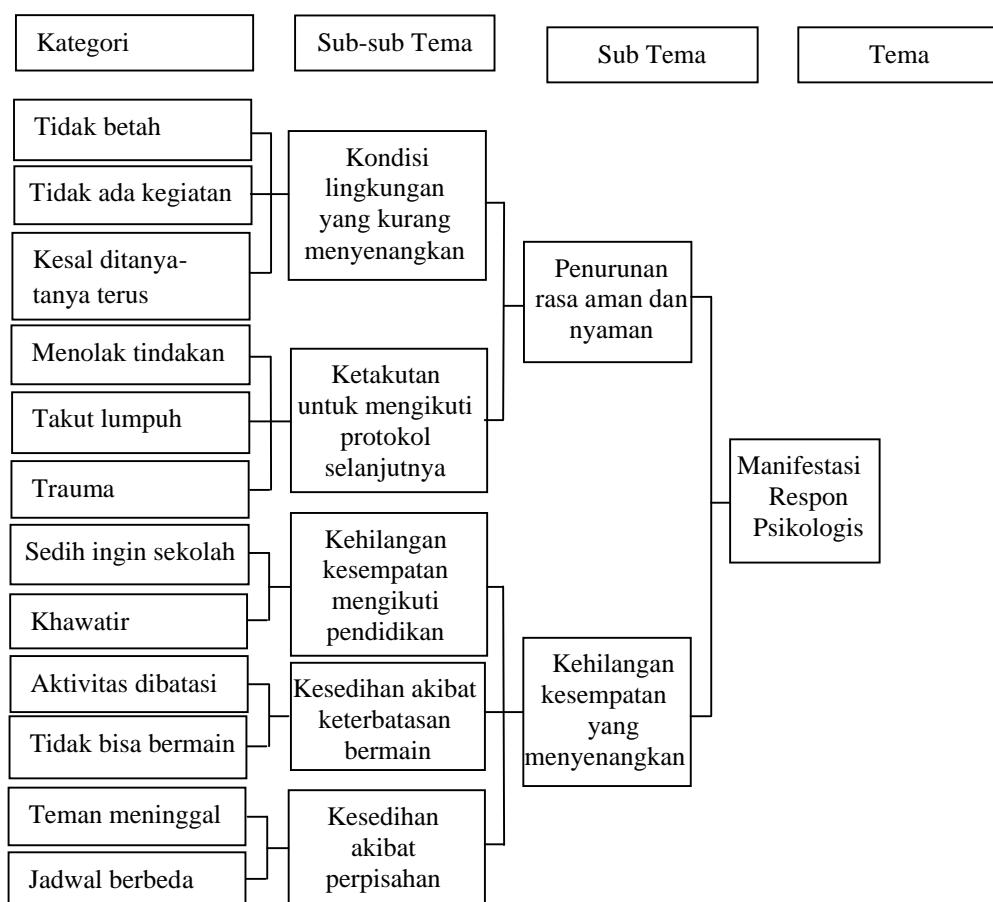 Kategori
Sub-sub Tema
Sub Tema
Tema
Tidak betah
Tidak ada kegiatan
Kesal ditanya-
tanya terus
Menolak tindakan
Takut lumpuh
Trauma
Sedih ingin sekolah
Khawatir
Aktivitas dibatasi
Tidak bisa bermain
Teman meninggal
Jadwal berbeda
Kondisi
lingkungan
yang kurang
menyenangkan
Ketakutan
untuk mengikuti
protokol
selanjutnya
Kehilangan
kesempatan
mengikuti
pendidikan
Kesedihan akibat
keterbatasan
bermain
Kesedihan
akibat
perpisahan
Penurunan
rasa aman dan
nyaman
Kehilangan
kesempatan
yang
menyenangkan
Manifestasi
Respon
Psikologis